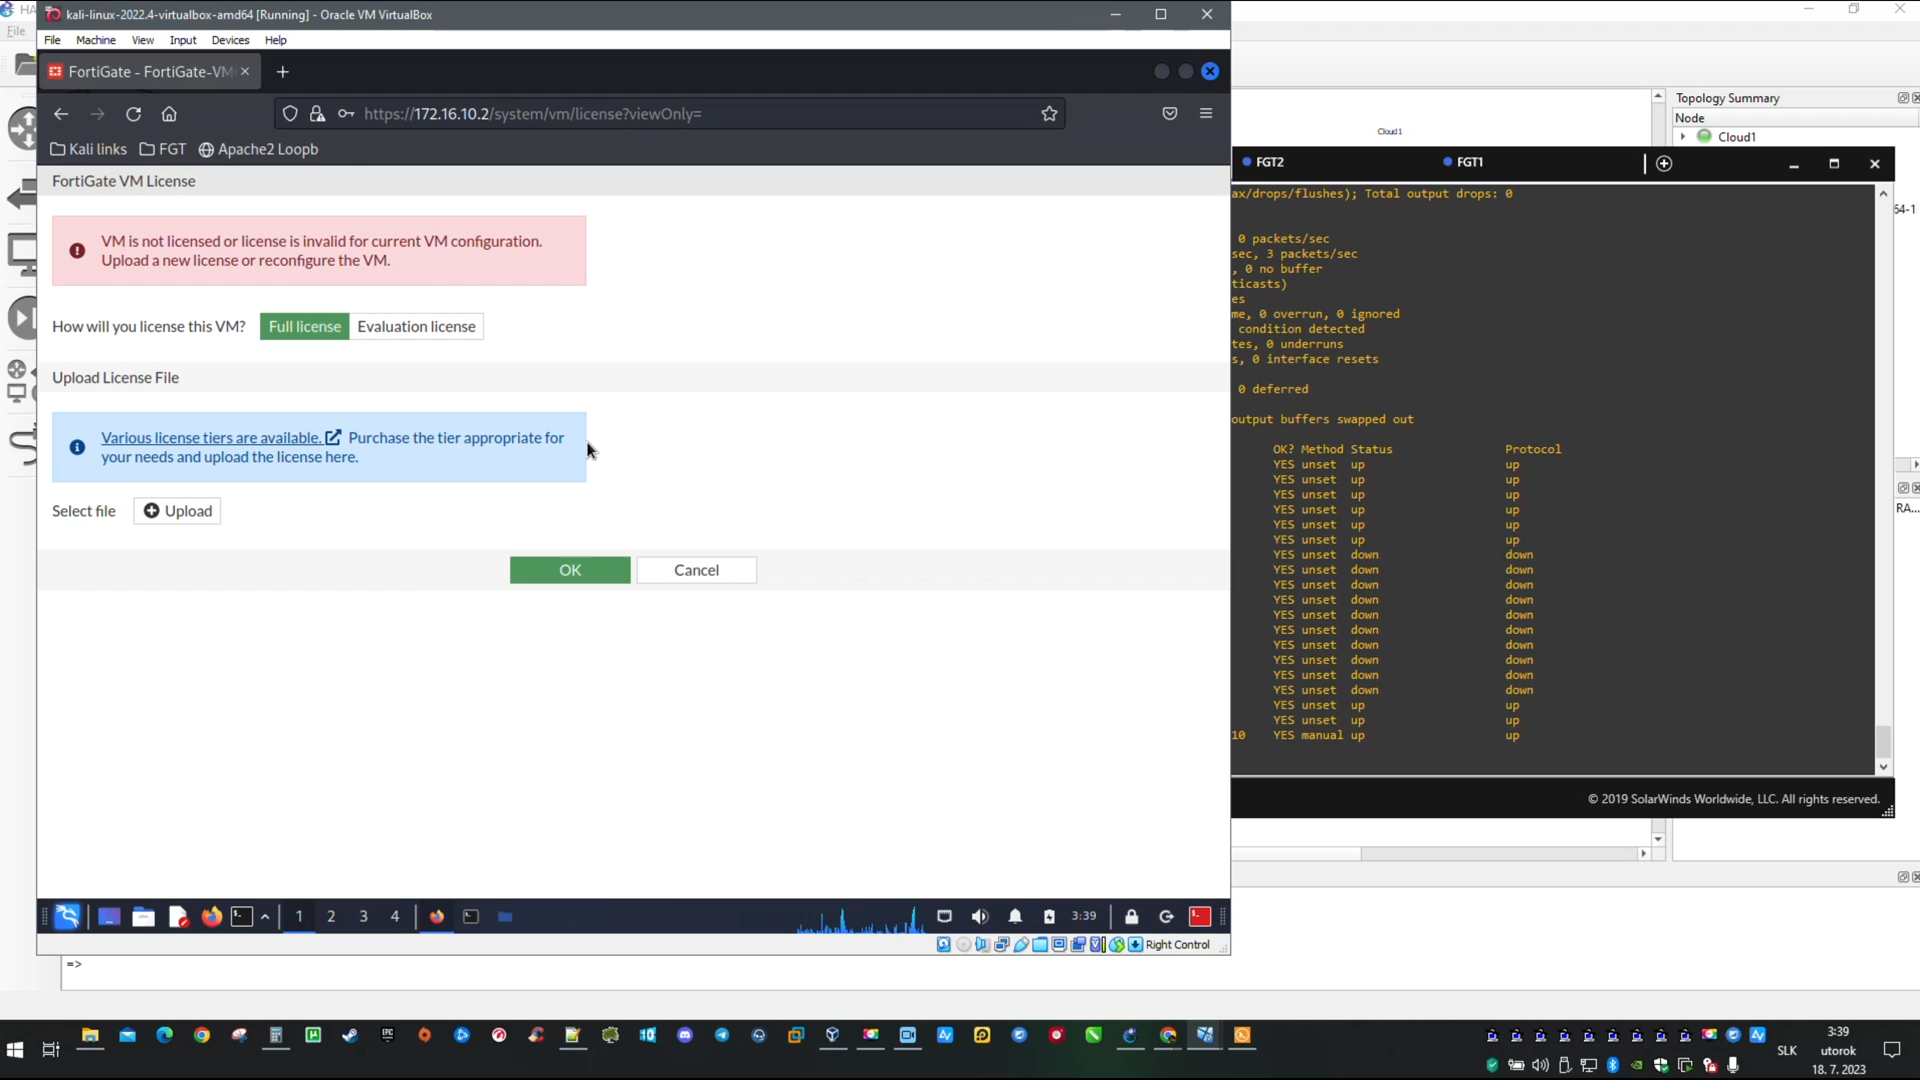 HA
File
kali-linux-2022.4-virtualbox-amd64 [Running] - Oracle VM VirtualBox
File Machine View Input Devices Help
FortiGate - FortiGate-VM
https://172.16.10.2/system/vm/license?viewOnly=
Kali links FGT Apache2 Loopb
FortiGate VM License
VM is not licensed or license is invalid for current VM configuration.
Upload a new license or reconfigure the VM.
How will you license this VM? Full license Evaluation license
Upload License File
Various license tiers are available. Purchase the tier appropriate for
your needs and upload the license here.
Select file Upload
OK Cancel
1 2 3 4 3:39
Right Control
=>
Cloud1
Topology Summary
Node
Cloud1
64-1
RA...
FGT2 FGT1
ax/drops/flushes); Total output drops: 0
0 packets/sec
sec, 3 packets/sec
, 0 no buffer
ticasts)
es
me, 0 overrun, 0 ignored
condition detected
tes, 0 underruns
s, 0 interface resets
0 deferred
output buffers swapped out
OK? Method Status Protocol
YES unset up up
YES unset up up
YES unset up up
YES unset up up
YES unset up up
YES unset up up
YES unset down down
YES unset down down
YES unset down down
YES unset down down
YES unset down down
YES unset down down
YES unset down down
YES unset down down
YES unset down down
YES unset down down
YES unset up up
YES unset up up
10 YES manual up up
© 2019 SolarWinds Worldwide, LLC. All rights reserved.
EPIC
SLK
3:39
utorok
18. 7. 2023